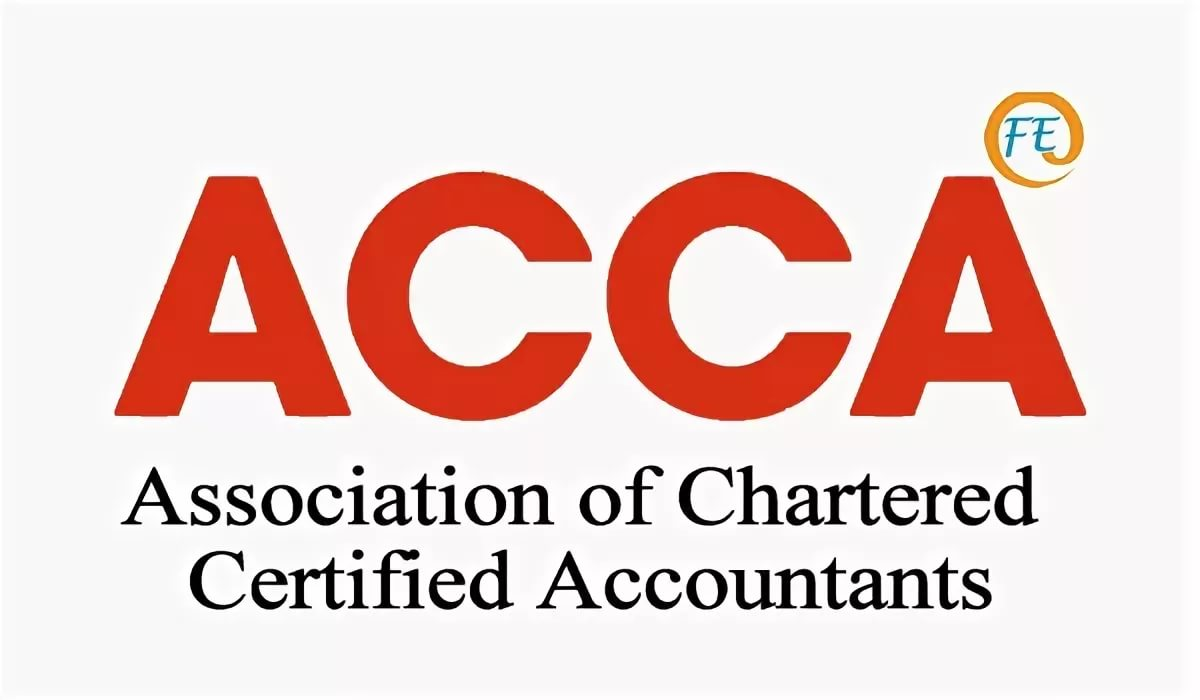 FE
ACCA
Association of Chartered
Certified Accountants